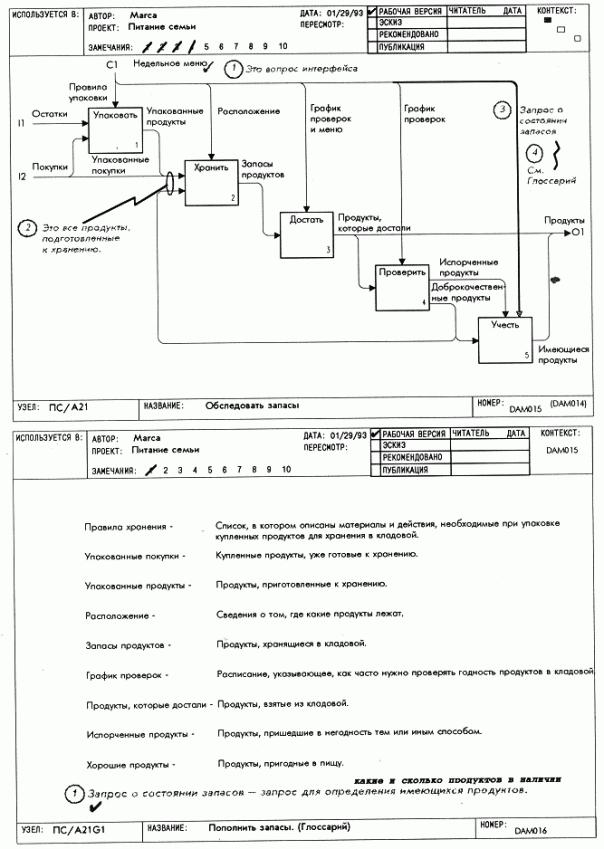 ИСПОЛЬЗУЕТСЯ В:
АВТОР: Marca
ПРОЕКТ: Питание семьи
ЗАМЕЧАНИЯ: 1 2 3 4 5 6 7 8 9 10
ДАТА: 01/29/93
ПЕРЕСМОТР:
РАБОЧАЯ ВЕРСИЯ
ЭСКИЗ
РЕКОМЕНДОВАНО
ПУБЛИКАЦИЯ
ЧИТАТЕЛЬ ДАТА
КОНТЕКСТ:
C1
Недельное меню
1 Это вопрос интерфейса
Правила
упаковки
I1
Остатки
Упаковать
1
Упакованные
продукты
Расположение
График
проверок
и меню
График
проверок
3
Запрос о
состоянии
запасов
4
См.
Глоссарий
I2
Покупки
Упакованные
покупки
Хранить
2
Запасы
продуктов
2
Это все продукты,
подготовленные
к хранению.
Достать
3
Продукты,
которые достали
Продукты
O1
Проверить
4
Испорченные
продукты
Доброкачествен-
ные продукты
Учесть
5
Имеющиеся
продукты
УЗЕЛ: ПС/А21
НАЗВАНИЕ: Обследовать запасы
НОМЕР: DAM015 (DAM014)
ИСПОЛЬЗУЕТСЯ В:
АВТОР: Marca
ПРОЕКТ: Питание семьи
ЗАМЕЧАНИЯ: 1 2 3 4 5 6 7 8 9 10
ДАТА: 01/29/93
ПЕРЕСМОТР:
РАБОЧАЯ ВЕРСИЯ
ЭСКИЗ
РЕКОМЕНДОВАНО
ПУБЛИКАЦИЯ
ЧИТАТЕЛЬ ДАТА
КОНТЕКСТ:
DAM015
Правила хранения - Список, в котором описаны материалы и действия, необходимые при упаковке
купленных продуктов для хранения в кладовой.
Упакованные покупки - Купленные продукты, уже готовые к хранению.
Упакованные продукты - Продукты, приготовленные к хранению.
Расположение - Сведения о том, где какие продукты лежат.
Запасы продуктов - Продукты, хранящиеся в кладовой.
График проверок - Расписание, указывающее, как часто нужно проверять годность продуктов в кладовой
Продукты, которые достали - Продукты, взятые из кладовой.
Испорченные продукты - Продукты, пришедшие в негодность тем или иным способом.
Хорошие продукты - Продукты, пригодные в пищу.
какие и сколько продуктов в наличии
1 Запрос о состоянии запасов — запрос для определения имеющихся продуктов.
УЗЕЛ: ПС/А21G1
НАЗВАНИЕ: Пополнить запасы. (Глоссарий)
НОМЕР: DAM016